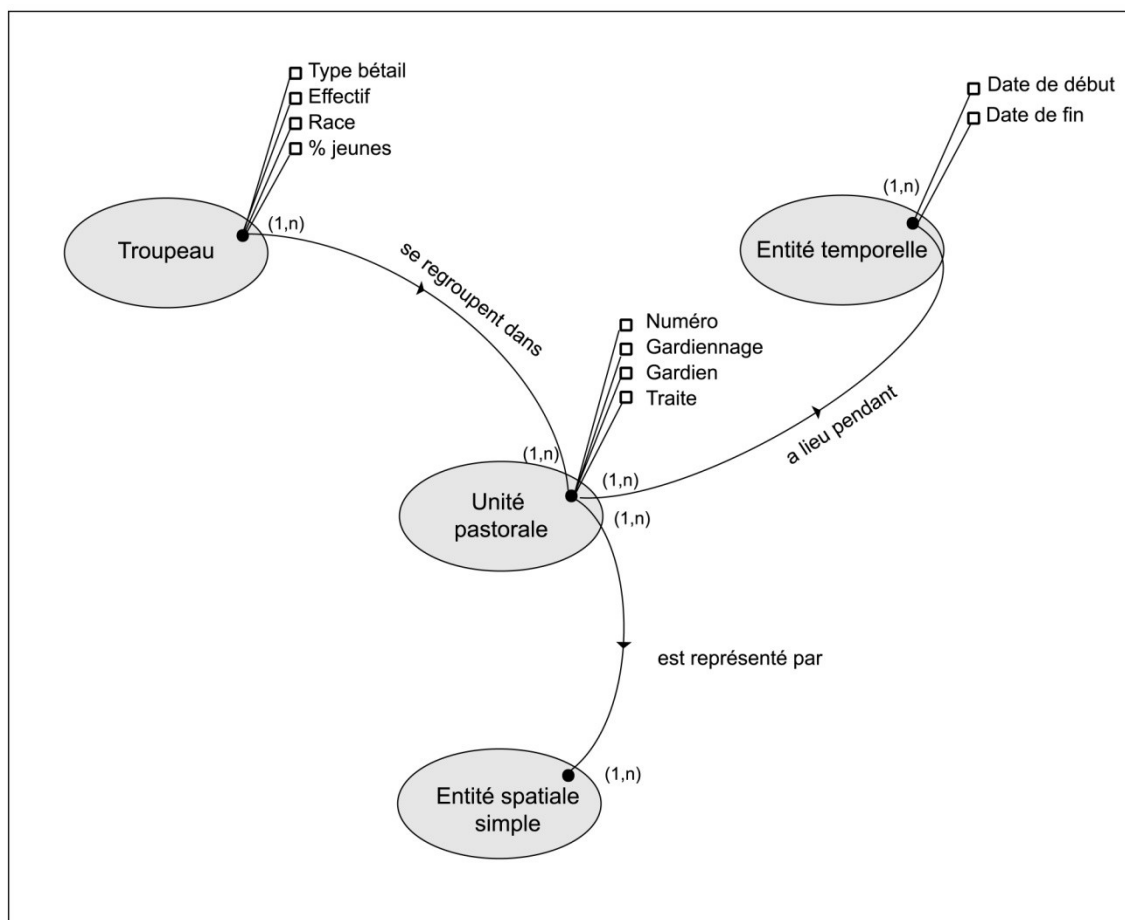 Type bétail
Effectif
Race
% jeunes
(1,n)
Troupeau
se regroupent dans
Date de début
Date de fin
(1,n)
Entité temporelle
Numéro
Gardiennage
Gardien
Traite
a lieu pendant
(1,n)
(1,n)
(1,n)
Unité
pastorale
est représenté par
(1,n)
Entité spatiale
simple